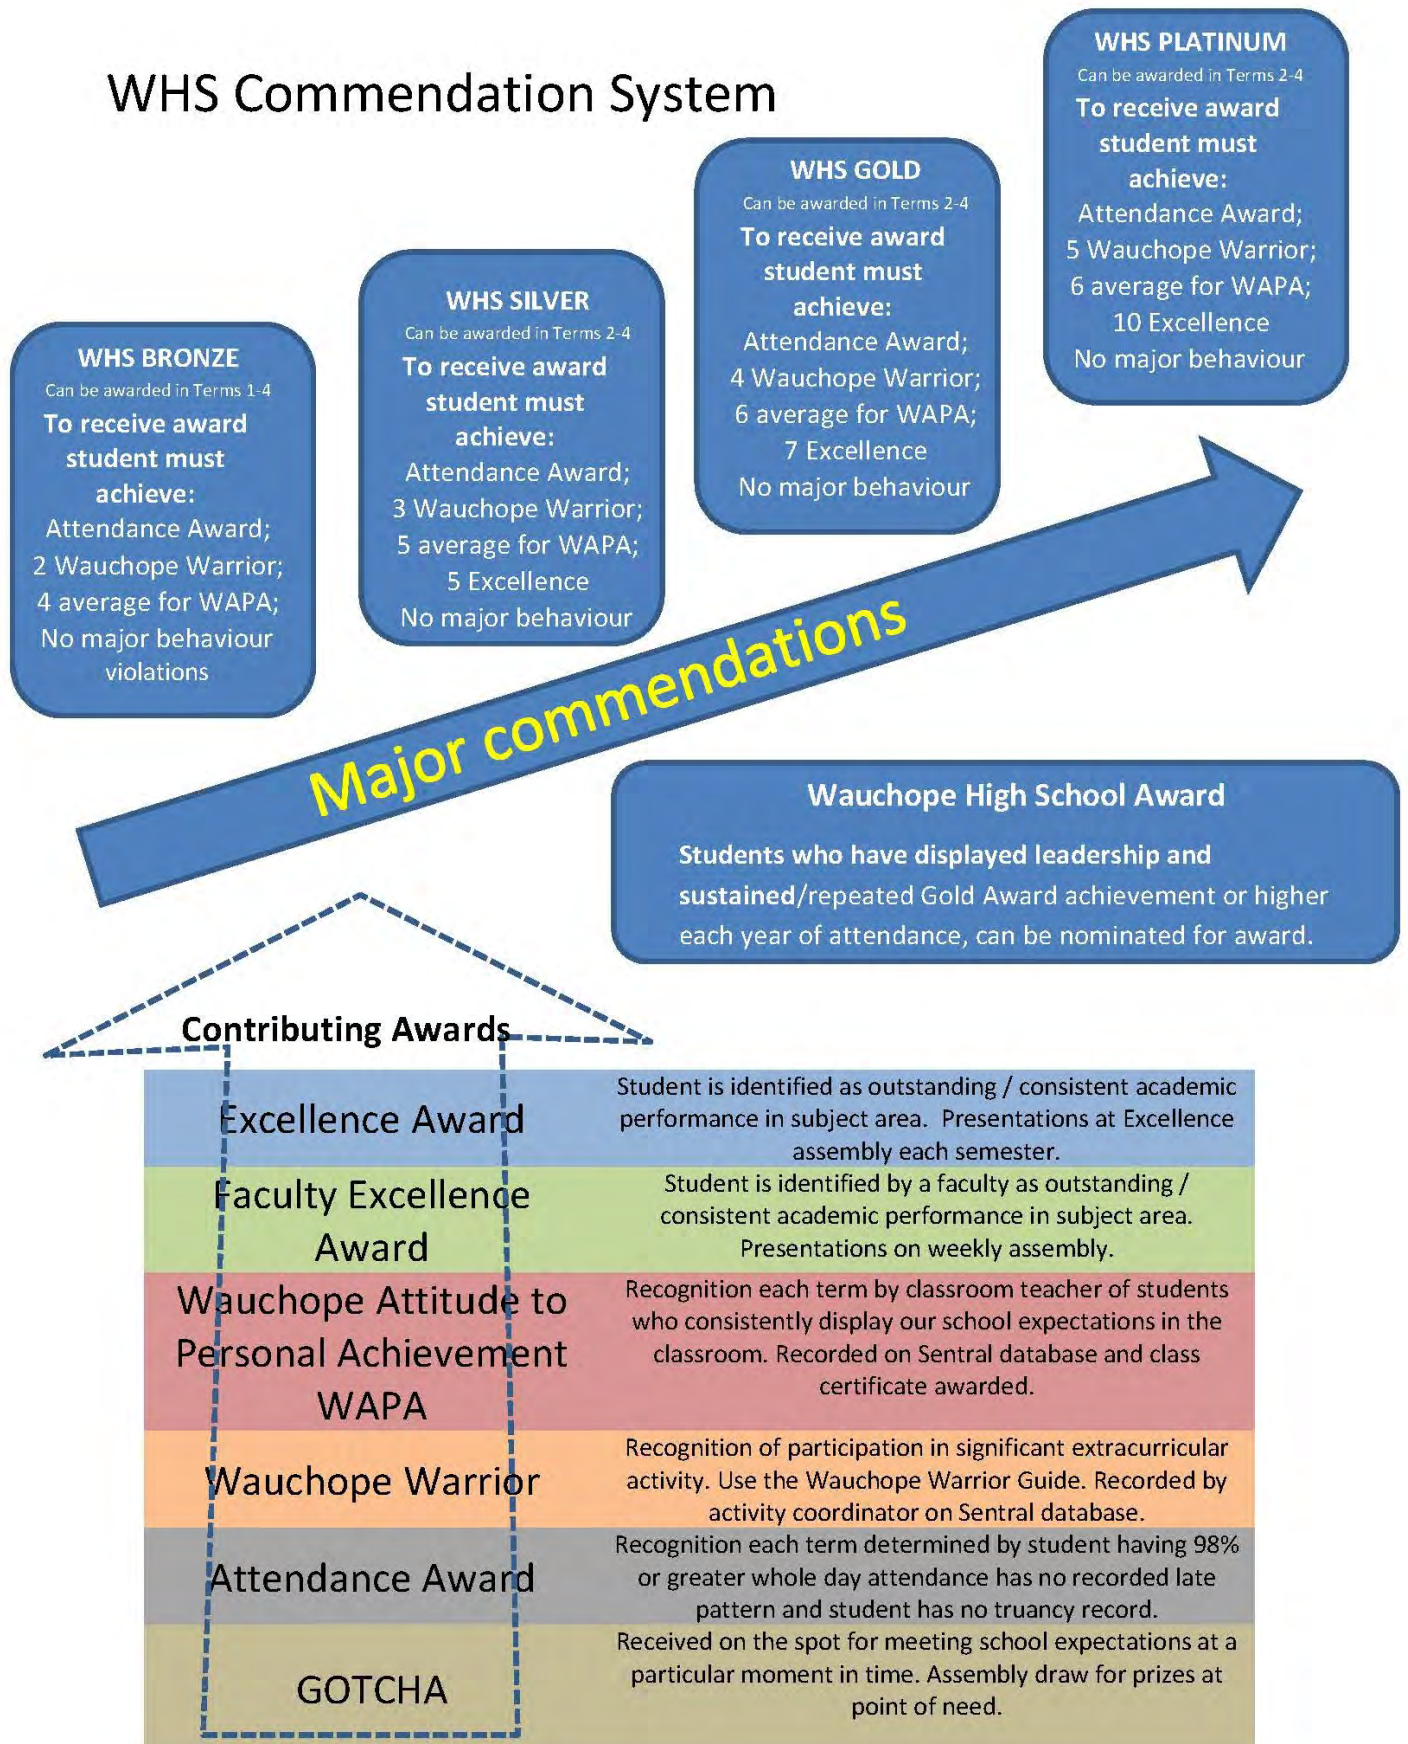 WHS Commendation System
WHS BRONZE
Can be awarded in Terms 1-4
To receive award
student must
achieve:
Attendance Award;
2 Wauchope Warrior;
4 average for WAPA;
No major behaviour
violations
WHS SILVER
Can be awarded in Terms 2-4
To receive award
student must
achieve:
Attendance Award;
3 Wauchope Warrior;
5 average for WAPA;
5 Excellence
No major behaviour
WHS GOLD
Can be awarded in Terms 2-4
To receive award
student must
achieve:
Attendance Award;
4 Wauchope Warrior;
6 average for WAPA;
7 Excellence
No major behaviour
WHS PLATINUM
Can be awarded in Terms 2-4
To receive award
student must
achieve:
Attendance Award;
5 Wauchope Warrior;
6 average for WAPA;
10 Excellence
No major behaviour
Major commendations
Wauchope High School Award
Students who have displayed leadership and
sustained/repeated Gold Award achievement or higher
each year of attendance, can be nominated for award.
Contributing Awards
Excellence Award
Student is identified as outstanding / consistent academic
performance in subject area.  Presentations at Excellence
assembly each semester.
Faculty Excellence
Award
Student is identified by a faculty as outstanding /
consistent academic performance in subject area.
Presentations on weekly assembly.
Wauchope Attitude to
Personal Achievement
WAPA
Recognition each term by classroom teacher of students
who consistently display our school expectations in the
classroom. Recorded on Sentral database and class
certificate awarded.
Wauchope Warrior
Recognition of participation in significant extracurricular
activity. Use the Wauchope Warrior Guide. Recorded by
activity coordinator on Sentral database.
Attendance Award
Recognition each term determined by student having 98%
or greater whole day attendance has no recorded late
pattern and student has no truancy record.
GOTCHA
Received on the spot for meeting school expectations at a
particular moment in time. Assembly draw for prizes at
point of need.